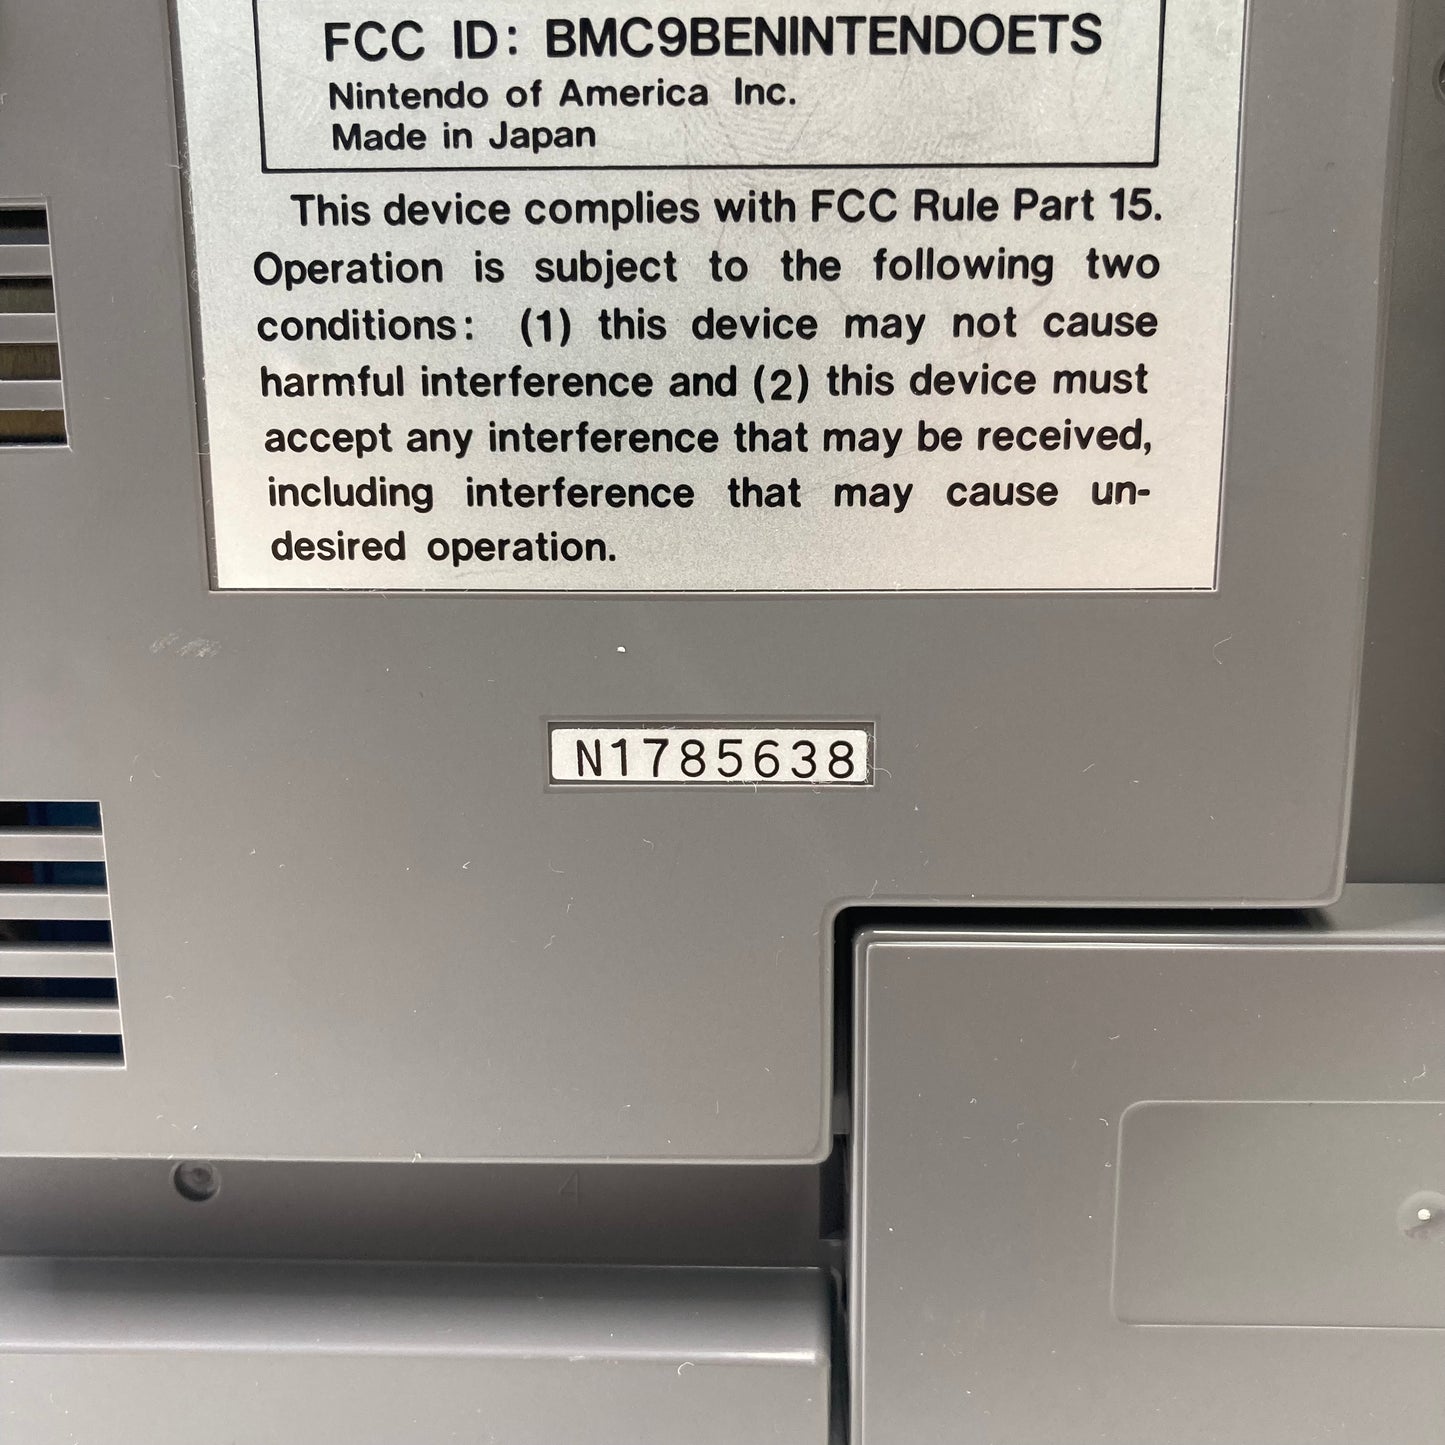 FCC ID: BMC9BENINTENDOETS
Nintendo of America Inc.
Made in Japan
This device complies with FCC Rule Part 15.
Operation is subject to the following two
conditions: (1) this device may not cause
harmful interference and (2) this device must
accept any interference that may be received,
including interference that may cause un-
desired operation.
N1785638
4